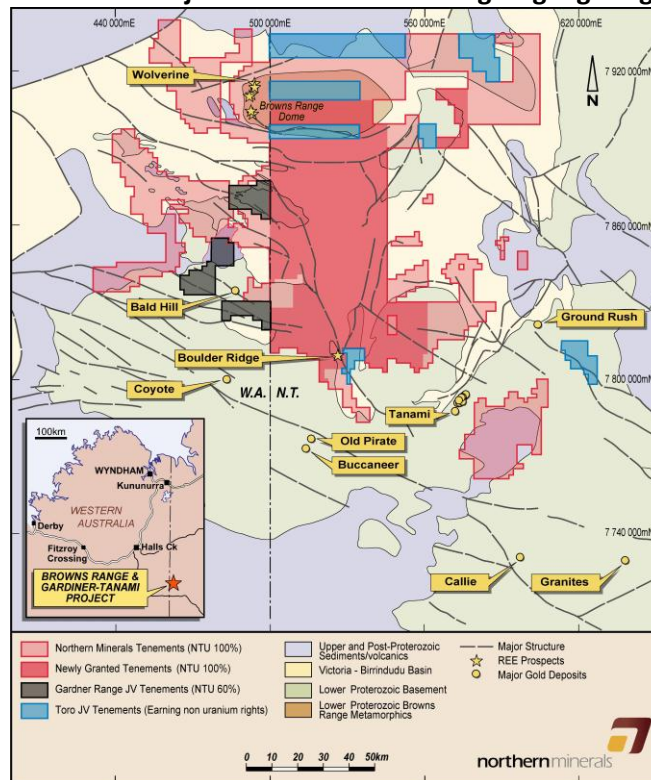 440 000mE
500 000mE
560 000mE
620 000mE
Wolverine
7 920 000mN
N
Browns Range
Dome
7 860 000mN
Bald Hill
Ground Rush
Boulder Ridge
Coyote
W.A.
N.T.
7 800 000mN
Tanami
Old Pirate
Buccaneer
100km
WYNDHAM
Kununurra
WESTERN
AUSTRALIA
Derby
Fitzroy
Crossing
Halls Ck
BROWNS RANGE &
GARDINER-TANAMI
PROJECT
7 740 000mN
Callie
Granites
Northern Minerals Tenements (NTU 100%)
Newly Granted Tenements (NTU 100%)
Gardner Range JV Tenements (NTU 60%)
Toro JV Tenements (Earning non uranium rights)
Upper and Post-Proterozoic
Sediments/volcanics
Victoria - Birrindudu Basin
Lower Proterozoic Basement
Lower Proterozoic Browns
Range Metamorphics
Major Structure
REE Prospects
Major Gold Deposits
0 10 20 30 40 50km
northernminerals